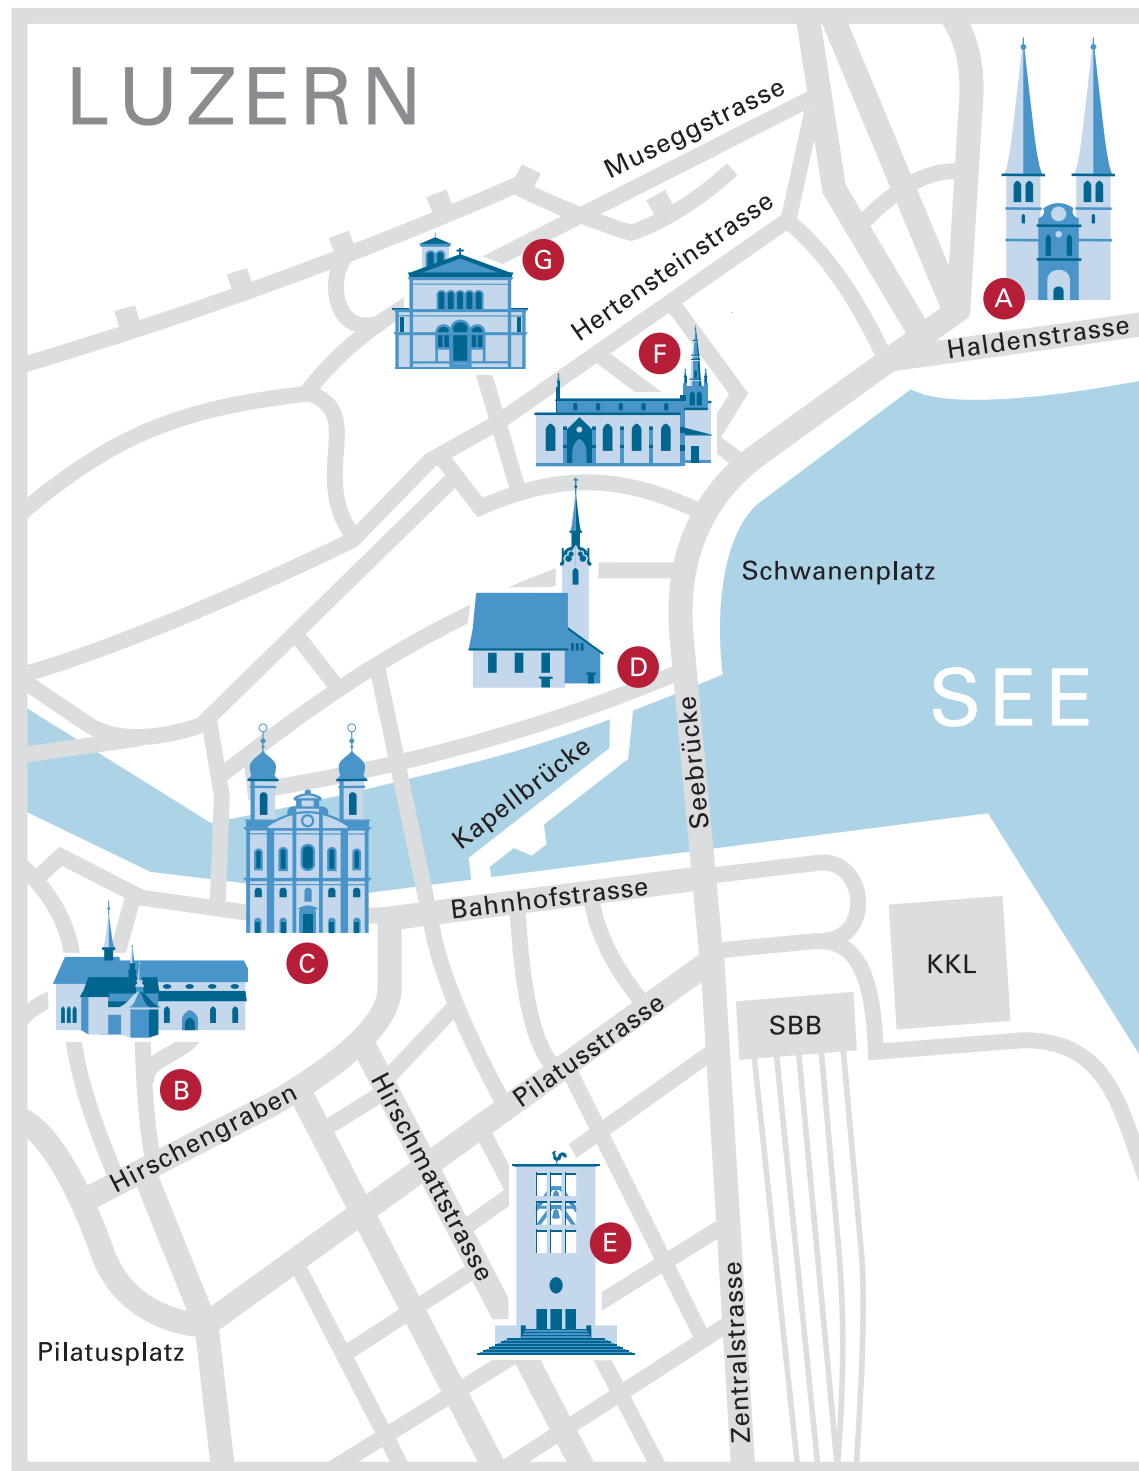 LUZERN
Museggstrasse
Hertensteinstrasse
G
A
F
Haldenstrasse
Schwanenplatz
D
SEE
Seebrücke
Kapellbrücke
Bahnhofstrasse
C
KKL
SBB
Pilatusstrasse
B
Hirschengraben
Hirschmattstrasse
E
Zentralstrasse
Pilatusplatz